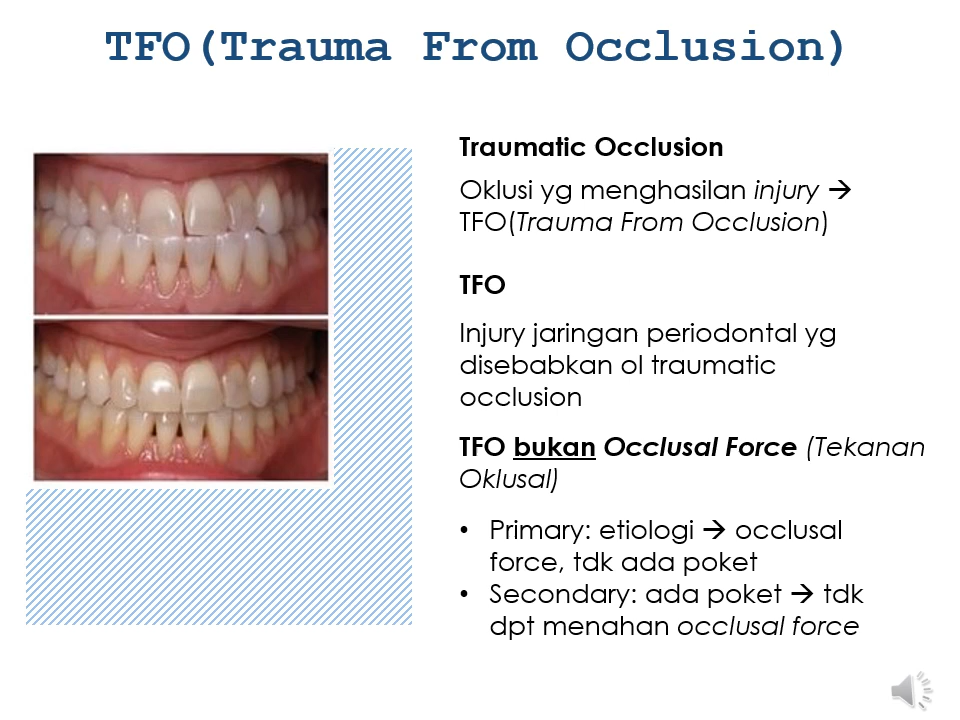 TFO(Trauma From Occlusion)
Traumatic Occlusion
Oklusi yg menghasilan injury →
TFO(Trauma From Occlusion)
TFO
Injury jaringan periodontal yg
disebabkan ol traumatic
occlusion
TFO bukan Occlusal Force (Tekanan
Oklusal)
• Primary: etiologi → occlusal
force, tdk ada poket
• Secondary: ada poket → tdk
dpt menahan occlusal force